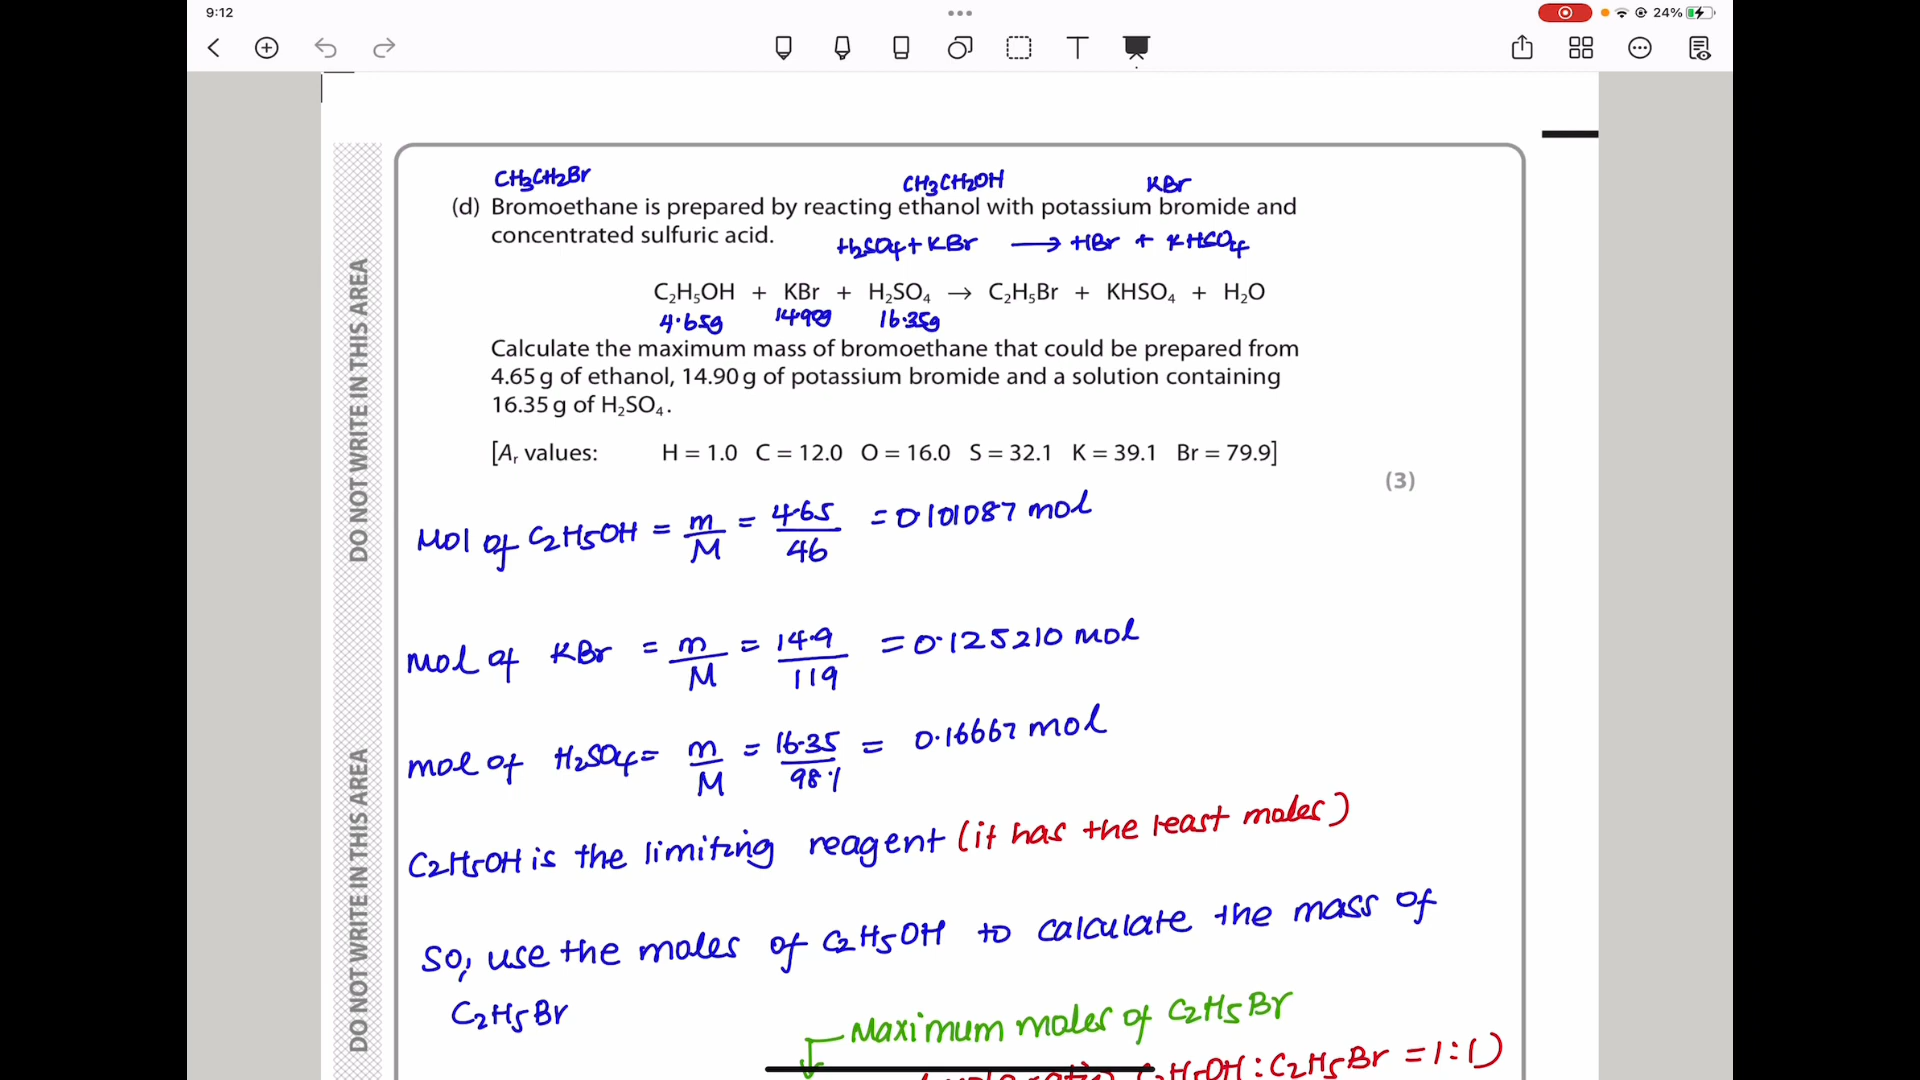 9:12
24%
CH3CH2Br CH3CH2OH KBr
(d) Bromoethane is prepared by reacting ethanol with potassium bromide and
concentrated sulfuric acid.
H2SO4 + KBr → HBr + KHSO4
C₂H₅OH + KBr + H₂SO₄ → C₂H₅Br + KHSO₄ + H₂O
4.65g 14.90g 16.35g
Calculate the maximum mass of bromoethane that could be prepared from
4.65 g of ethanol, 14.90 g of potassium bromide and a solution containing
16.35 g of H₂SO₄.
[Aᵣ values: H = 1.0 C = 12.0 O = 16.0 S = 32.1 K = 39.1 Br = 79.9]
(3)
Mol of C2H5OH = m/M = 4.65/46 = 0.101087 mol
mol of KBr = m/M = 14.9/119 = 0.125210 mol
mol of H2SO4 = m/M = 16.35/98.1 = 0.16667 mol
C2H5OH is the limiting reagent (it has the least moles)
So, use the moles of C2H5OH to calculate the mass of
C2H5Br
Maximum moles of C2H5Br
C2H5OH : C2H5Br = 1:1)
DO NOT WRITE IN THIS AREA
DO NOT WRITE IN THIS AREA